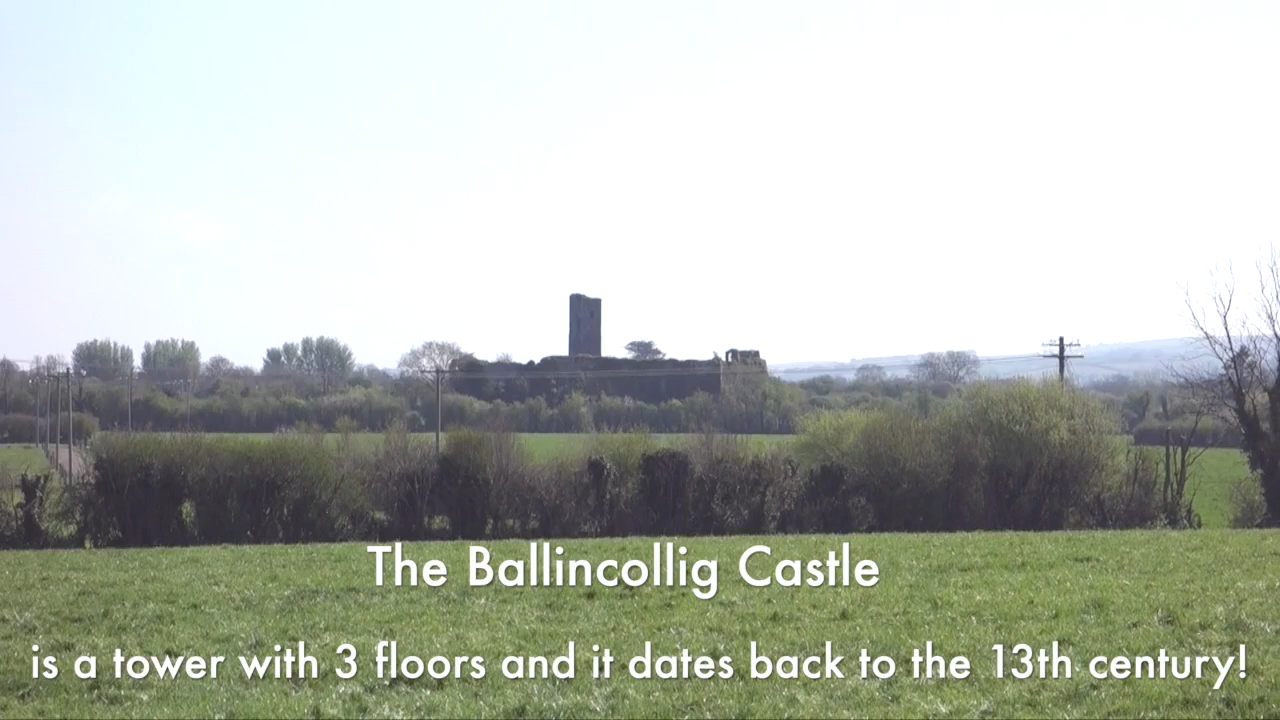 The Ballincollig Castle
is a tower with 3 floors and it dates back to the 13th century!